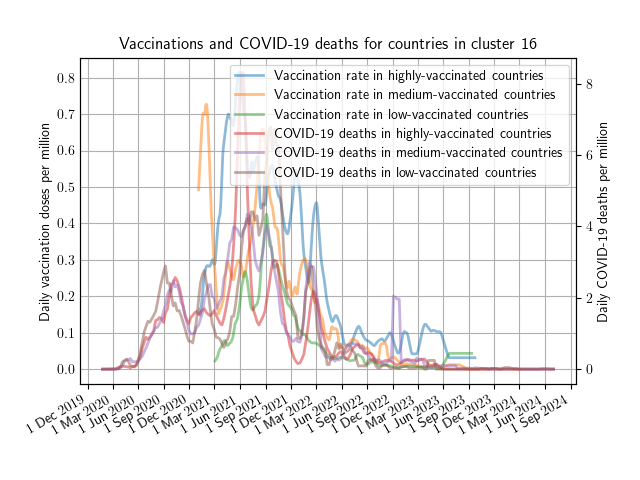 Vaccinations and COVID-19 deaths for countries in cluster 16
Vaccination rate in highly-vaccinated countries
Vaccination rate in medium-vaccinated countries
Vaccination rate in low-vaccinated countries
COVID-19 deaths in highly-vaccinated countries
COVID-19 deaths in medium-vaccinated countries
COVID-19 deaths in low-vaccinated countries
Daily vaccination doses per million
0.8
0.7
0.6
0.5
0.4
0.3
0.2
0.1
0.0
8
6
4
2
0
Daily COVID-19 deaths per million
1 Dec 2019
1 Mar 2020
1 Jun 2020
1 Sep 2020
1 Dec 2020
1 Mar 2021
1 Jun 2021
1 Sep 2021
1 Dec 2021
1 Mar 2022
1 Jun 2022
1 Sep 2022
1 Dec 2022
1 Mar 2023
1 Jun 2023
1 Sep 2023
1 Dec 2023
1 Mar 2024
1 Jun 2024
1 Sep 2024